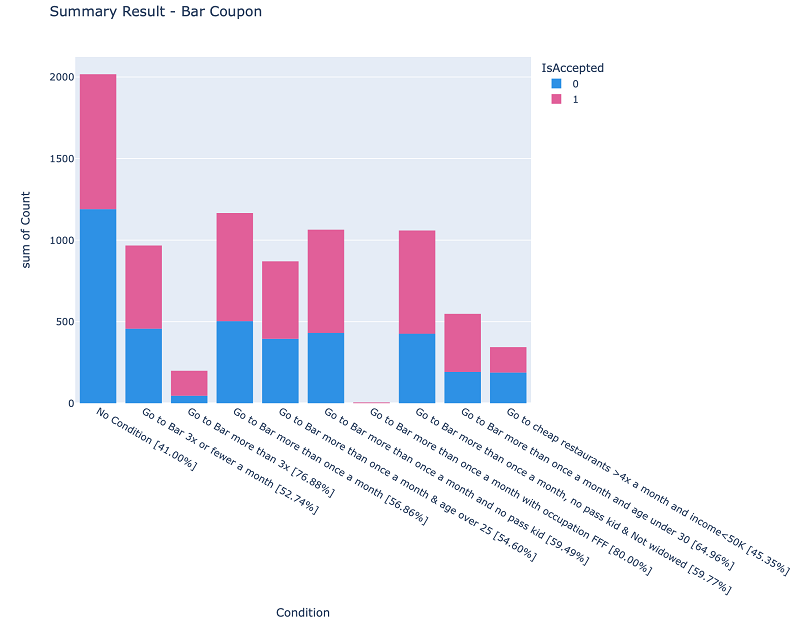 Summary Result - Bar Coupon
IsAccepted
0
1
sum of Count
2000
1500
1000
500
0
No Condition [41.00%]
Go to Bar 3x or fewer a month [52.74%]
Go to Bar more than 3x [76.88%]
Go to Bar more than once a month [56.86%]
Go to Bar more than once a month & age over 25 [54.60%]
Go to Bar more than once a month and no pass kid [59.49%]
Go to Bar more than once a month with occupation FFF [80.00%]
Go to Bar more than once a month, no pass kid & Not widowed [59.77%]
Go to Bar more than once a month and age under 30 [64.96%]
Go to cheap restaurants >4x a month and income<50K [45.35%]
Condition